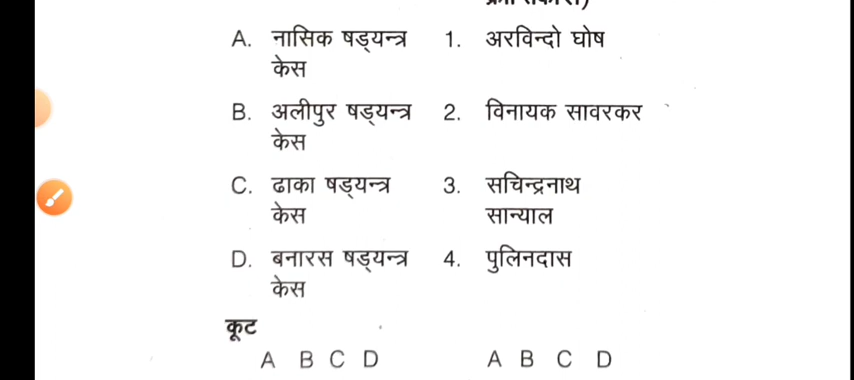 A. नासिक षड्यन्त्र 1. अरविन्दो घोष
केस
B. अलीपुर षड्यन्त्र 2. विनायक सावरकर
केस
C. ढाका षड्यन्त्र 3. सचिन्द्रनाथ
केस सान्याल
D. बनारस षड्यन्त्र 4. पुलिनदास
केस
कूट
A B C D A B C D